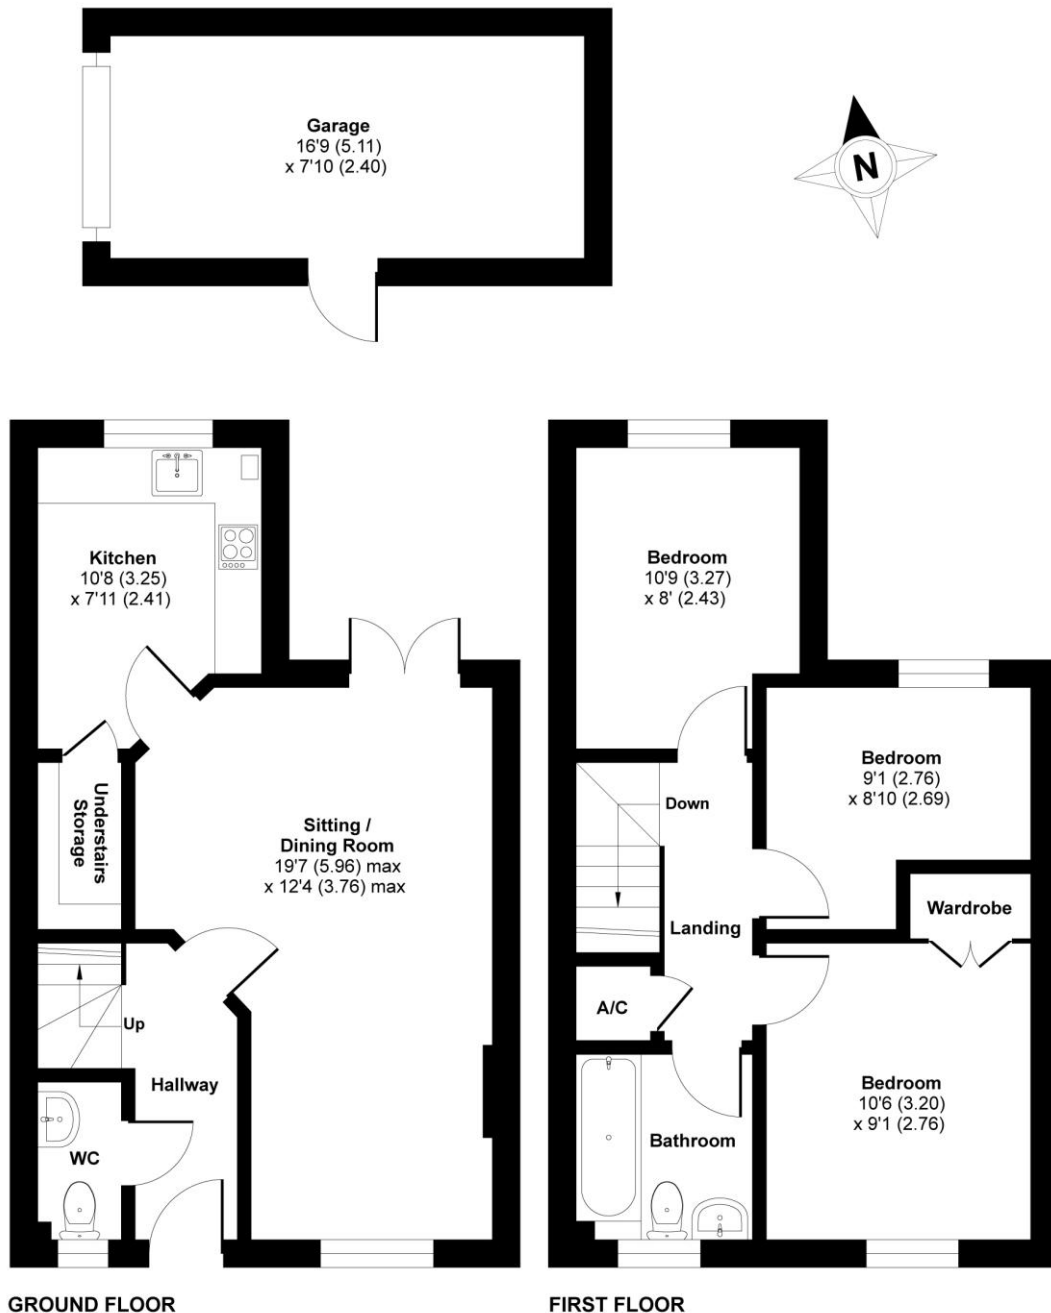 Garage
16'9 (5.11)
x 7'10 (2.40)
N
Kitchen
10'8 (3.25)
x 7'11 (2.41)
Understairs
Storage
Sitting /
Dining Room
19'7 (5.96) max
x 12'4 (3.76) max
Up
Hallway
WC
GROUND FLOOR
Bedroom
10'9 (3.27)
x 8' (2.43)
Bedroom
9'1 (2.76)
x 8'10 (2.69)
Down
Wardrobe
Landing
A/C
Bedroom
10'6 (3.20)
x 9'1 (2.76)
Bathroom
FIRST FLOOR